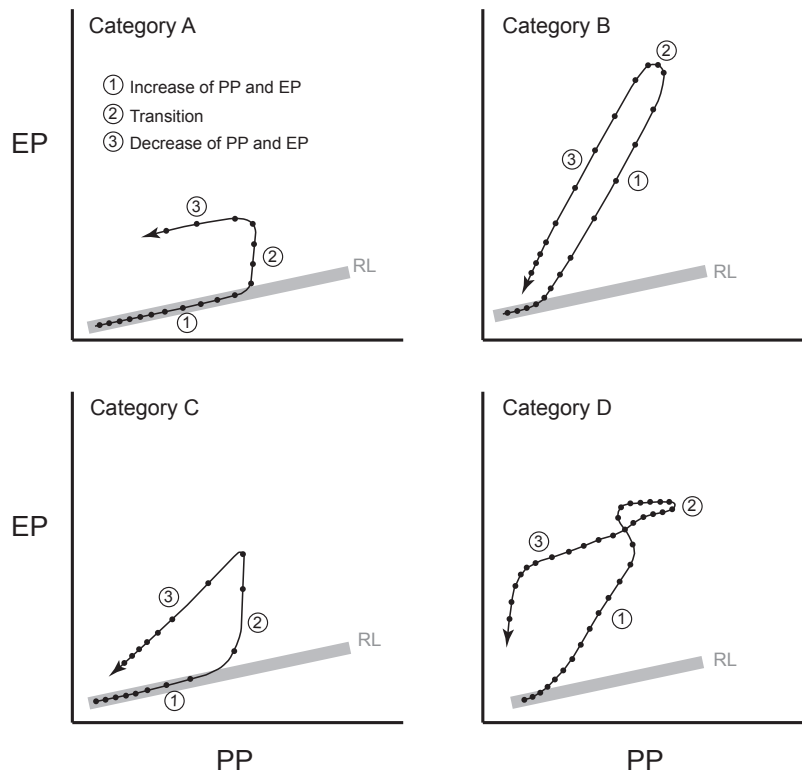 Category A
① Increase of PP and EP
② Transition
③ Decrease of PP and EP
EP
③
②
RL
①
Category B
②
③
①
RL
Category C
EP
③
②
RL
①
PP
Category D
②
③
①
RL
PP